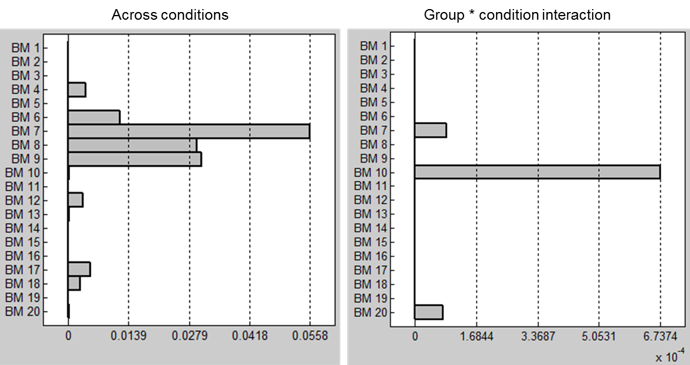 Across conditions
Group * condition interaction
BM 1
BM 2
BM 3
BM 4
BM 5
BM 6
BM 7
BM 8
BM 9
BM 10
BM 11
BM 12
BM 13
BM 14
BM 15
BM 16
BM 17
BM 18
BM 19
BM 20
0 0.0139 0.0279 0.0418 0.0558
BM 1
BM 2
BM 3
BM 4
BM 5
BM 6
BM 7
BM 8
BM 9
BM 10
BM 11
BM 12
BM 13
BM 14
BM 15
BM 16
BM 17
BM 18
BM 19
BM 20
0 1.6844 3.3687 5.0531 6.7374
x 10⁻⁴